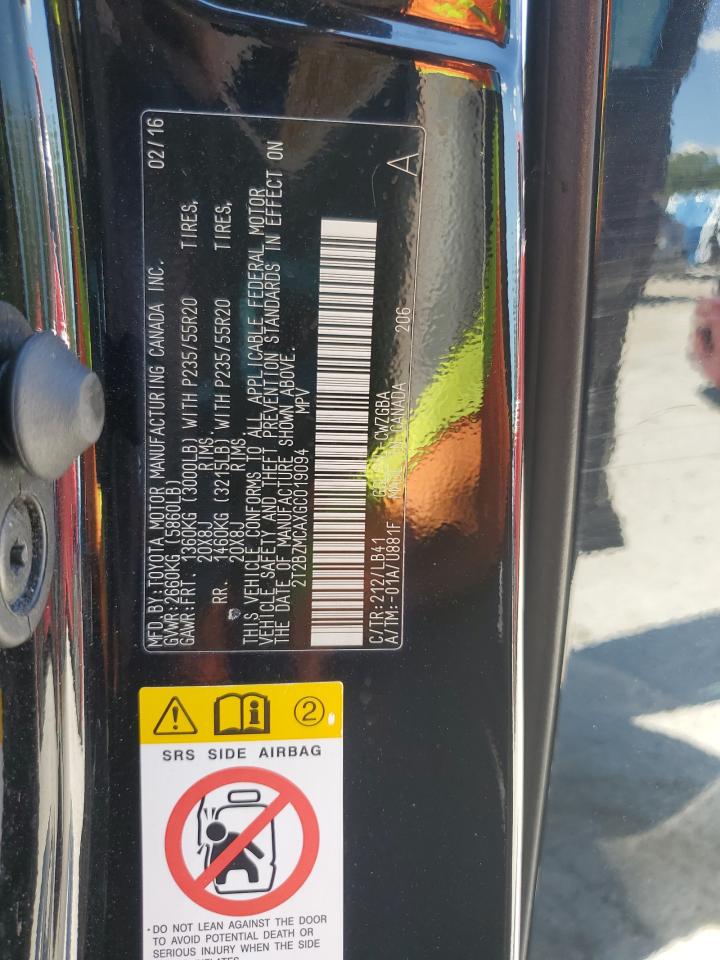 MFD. BY: TOYOTA MOTOR MANUFACTURING CANADA INC. 02/16
GVWR: 2660KG (5860LB)
GAWR: FRT. 1360KG (3000LB) WITH P235/55R20 TIRES,
20X8J RIMS
RR. 1460KG (3215LB) WITH P235/55R20 TIRES,
20X8J RIMS
THIS VEHICLE CONFORMS TO ALL APPLICABLE FEDERAL MOTOR
VEHICLE SAFETY AND THEFT PREVENTION STANDARDS IN EFFECT ON
THE DATE OF MANUFACTURE SHOWN ABOVE.
2T2BZMCAXGC019094 MPV
A
C/TR: 212/LB41 CWZGBA 206
A/TM: -01A/U881F MADE IN CANADA
2
SRS SIDE AIRBAG
· DO NOT LEAN AGAINST THE DOOR
TO AVOID POTENTIAL DEATH OR
SERIOUS INJURY WHEN THE SIDE